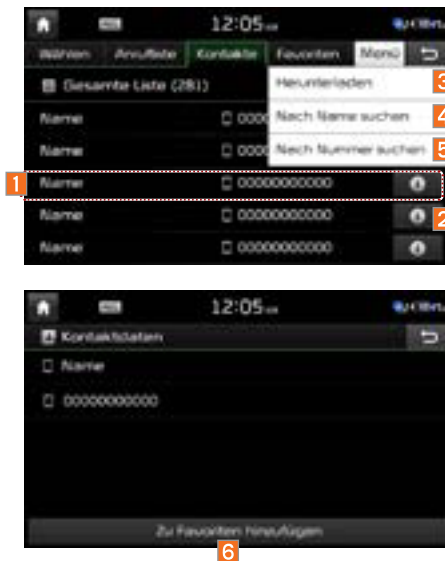 12:05
Wählen Anrufliste Kontakte Favoriten Menü
Gesamte Liste (281)
Herunterladen 3
Name 0000 Nach Name suchen 4
Name 0000 Nach Nummer suchen 5
1 Name 00000000000
Name 00000000000 2
Name 00000000000
12:05
Kontaktdaten
Name
00000000000
Zu Favoriten hinzufügen
6